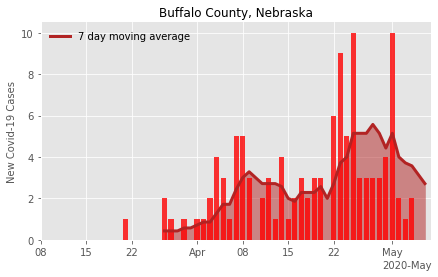 Buffalo County, Nebraska
7 day moving average
New Covid-19 Cases
10
8
6
4
2
0
08 15 22 Apr 08 15 22 May
2020-May